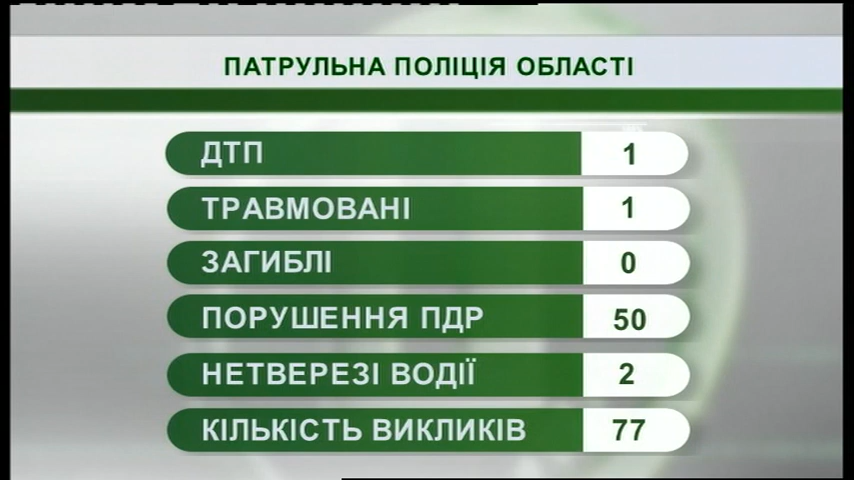 ПАТРУЛЬНА ПОЛІЦІЯ ОБЛАСТІ
ДТП 1
ТРАВМОВАНІ 1
ЗАГИБЛІ 0
ПОРУШЕННЯ ПДР 50
НЕТВЕРЕЗІ ВОДІЇ 2
КІЛЬКІСТЬ ВИКЛИКІВ 77